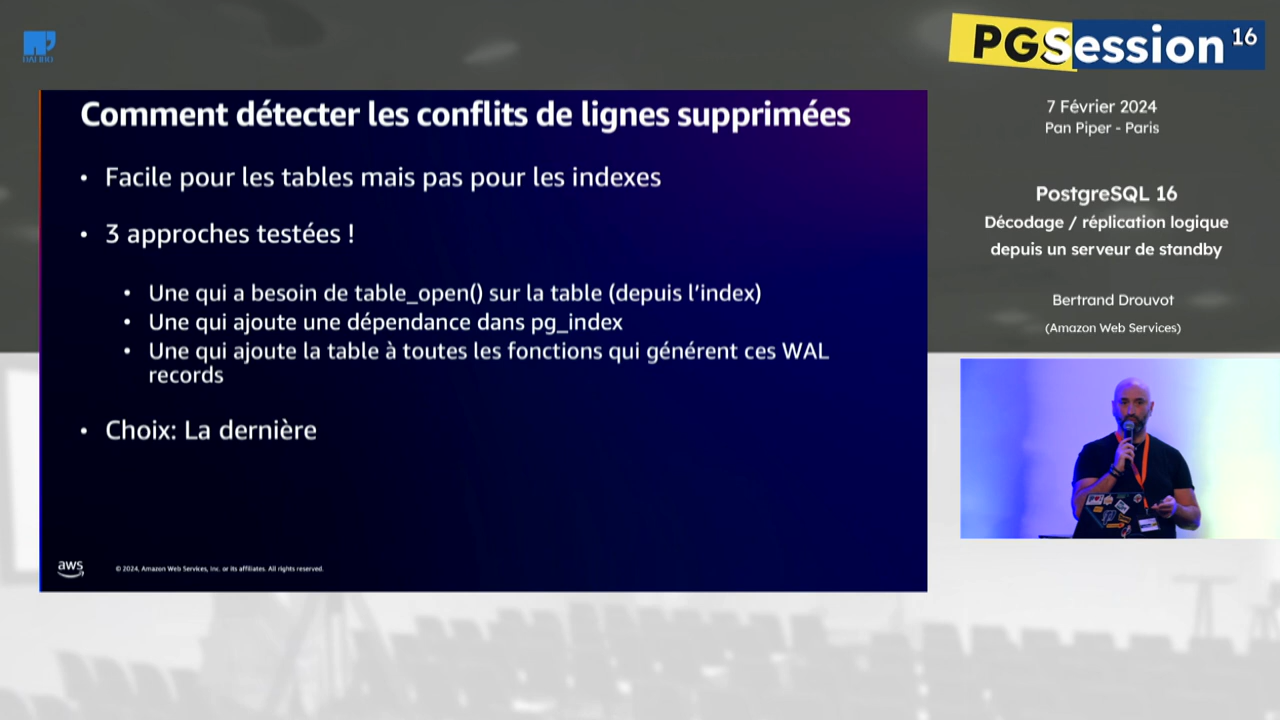 PGSession 16
7 Février 2024
Pan Piper - Paris
PostgreSQL 16
Décodage / réplication logique
depuis un serveur de standby
Bertrand Drouvot
(Amazon Web Services)
Comment détecter les conflits de lignes supprimées
• Facile pour les tables mais pas pour les indexes
• 3 approches testées !
• Une qui a besoin de table_open() sur la table (depuis l'index)
• Une qui ajoute une dépendance dans pg_index
• Une qui ajoute la table à toutes les fonctions qui générent ces WAL
records
• Choix: La dernière
aws
© 2024, Amazon Web Services, Inc. or its affiliates. All rights reserved.